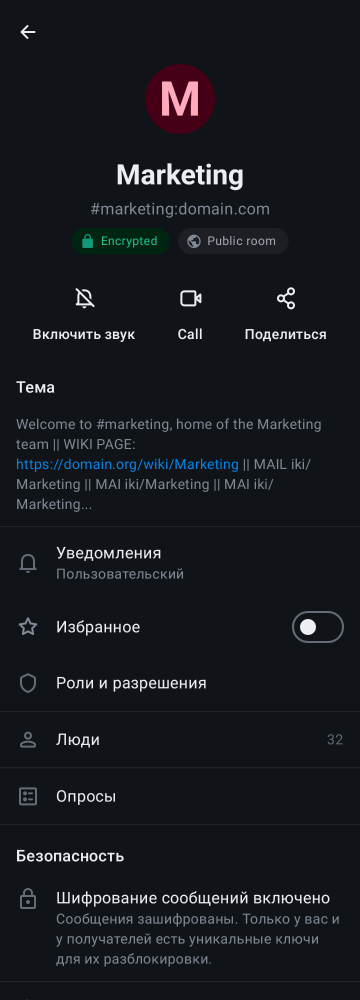 M
Marketing
#marketing:domain.com
Encrypted
Public room
Включить звук
Call
Поделиться
Тема
Welcome to #marketing, home of the Marketing
team || WIKI PAGE:
https://domain.org/wiki/Marketing || MAIL iki/
Marketing || MAI iki/Marketing || MAI iki/
Marketing...
Уведомления
Пользовательский
Избранное
Роли и разрешения
Люди 32
Опросы
Безопасность
Шифрование сообщений включено
Сообщения зашифрованы. Только у вас и
у получателей есть уникальные ключи
для их разблокировки.